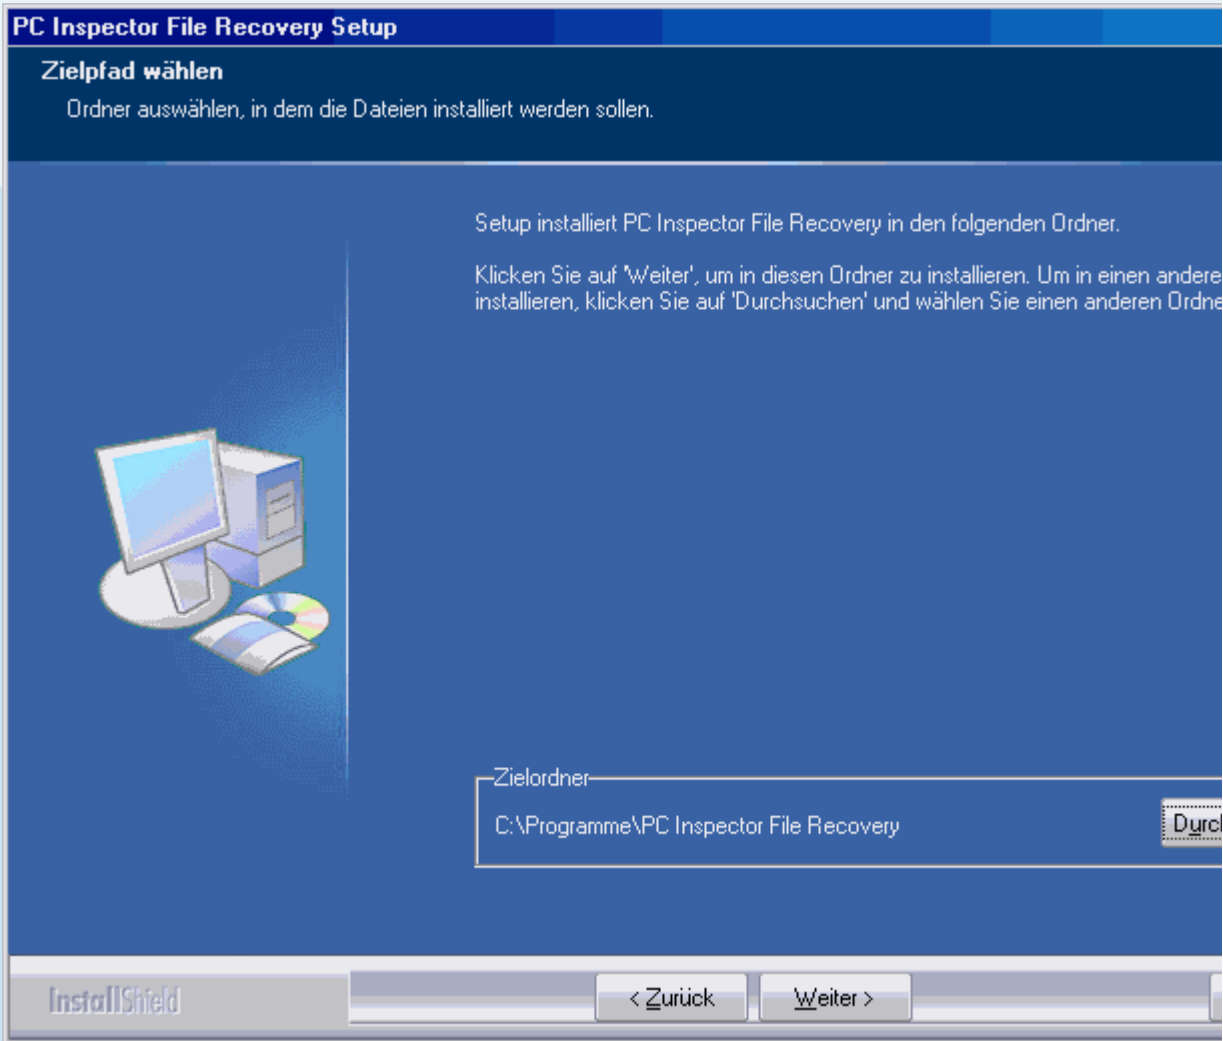 PC Inspector File Recovery Setup
Zielpfad wählen
Ordner auswählen, in dem die Dateien installiert werden sollen.
Setup installiert PC Inspector File Recovery in den folgenden Ordner.
Klicken Sie auf 'Weiter', um in diesen Ordner zu installieren. Um in einen andere
installieren, klicken Sie auf 'Durchsuchen' und wählen Sie einen anderen Ordne
Zielordner
C:\Programme\PC Inspector File Recovery
Durch
InstallShield
< Zurück
Weiter >